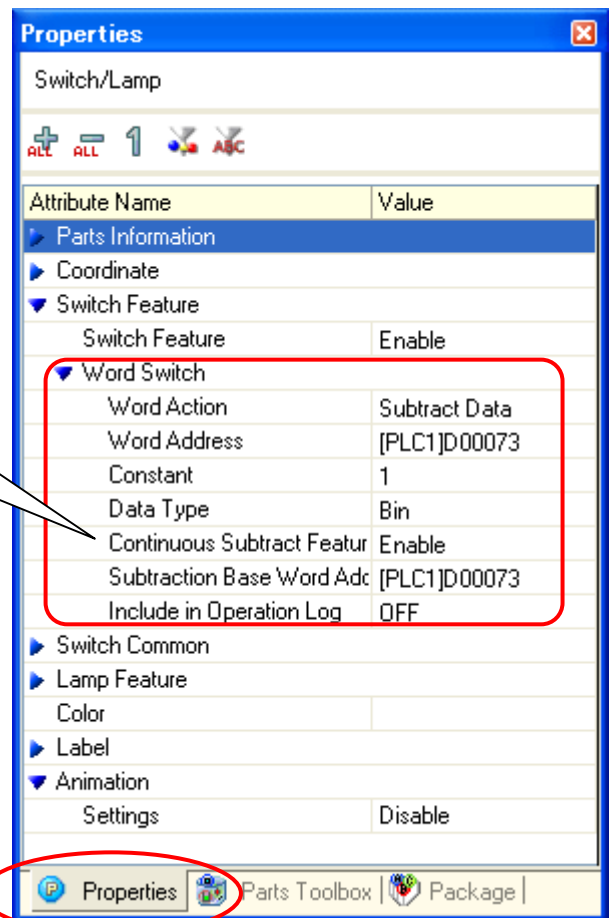 Properties
Switch/Lamp
ALL ALL 1 ABC
Attribute Name Value
Parts Information
Coordinate
Switch Feature
Switch Feature Enable
Word Switch
Word Action Subtract Data
Word Address [PLC1]D00073
Constant 1
Data Type Bin
Continuous Subtract Featur Enable
Subtraction Base Word Adc [PLC1]D00073
Include in Operation Log OFF
Switch Common
Lamp Feature
Color
Label
Animation
Settings Disable
P Properties Parts Toolbox Package